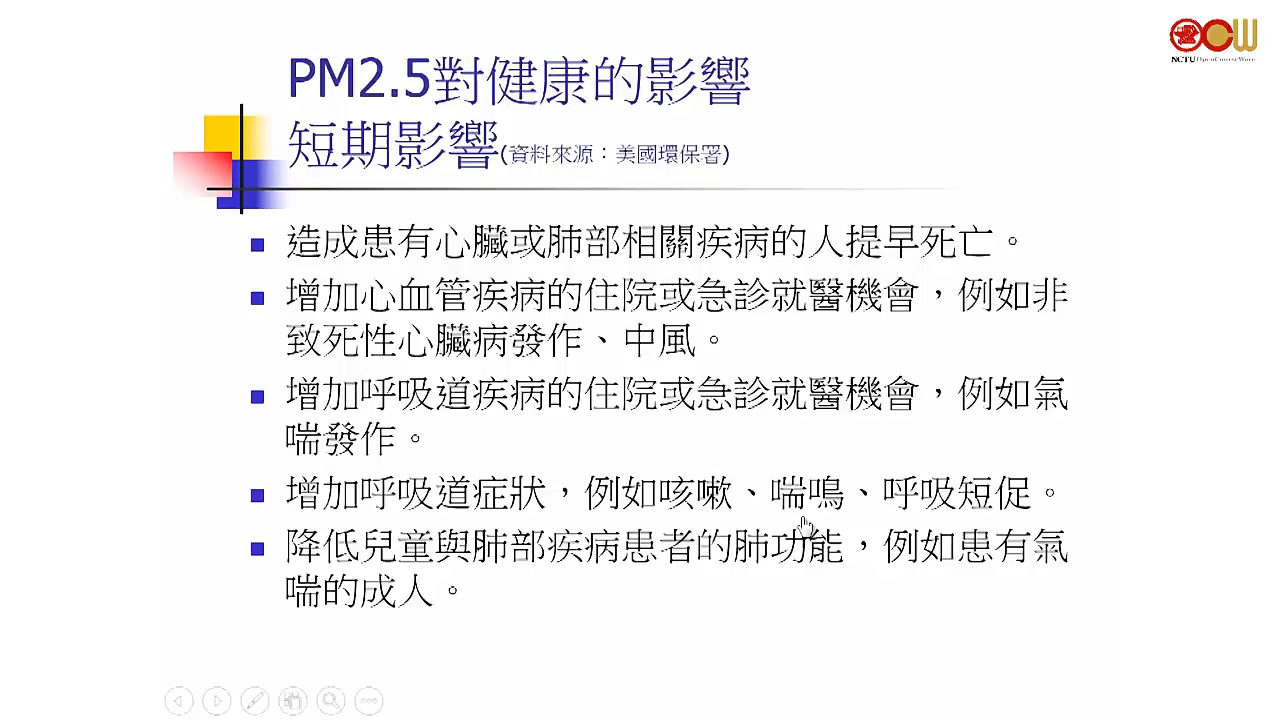 OCW
NCTU OpenCourseWare
PM2.5對健康的影響
短期影響(資料來源：美國環保署)
造成患有心臟或肺部相關疾病的人提早死亡。
增加心血管疾病的住院或急診就醫機會，例如非
致死性心臟病發作、中風。
增加呼吸道疾病的住院或急診就醫機會，例如氣
喘發作。
增加呼吸道症狀，例如咳嗽、喘鳴、呼吸短促。
降低兒童與肺部疾病患者的肺功能，例如患有氣
喘的成人。